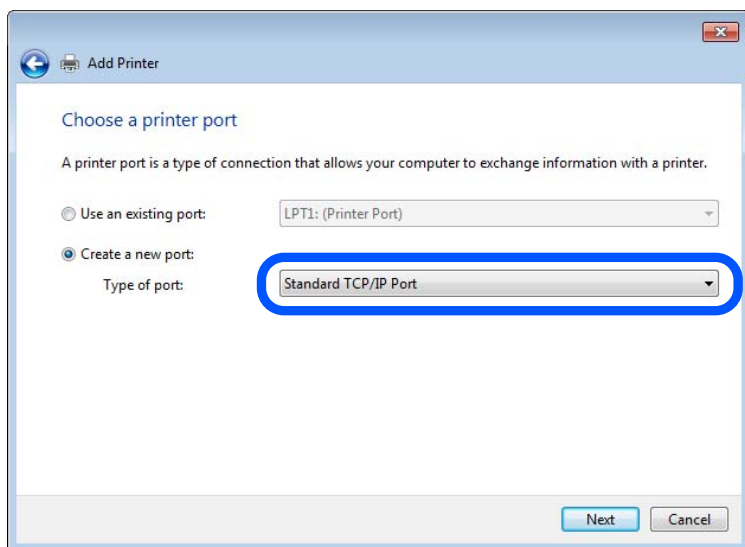 Add Printer
Choose a printer port
A printer port is a type of connection that allows your computer to exchange information with a printer.
Use an existing port: LPT1: (Printer Port)
Create a new port:
Type of port: Standard TCP/IP Port
Next Cancel